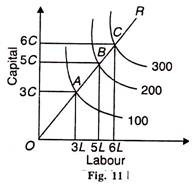 R
C
6C
B
5C
300
Capital
A
200
3C
100
O
3L 5L 6L
Labour
Fig. 11